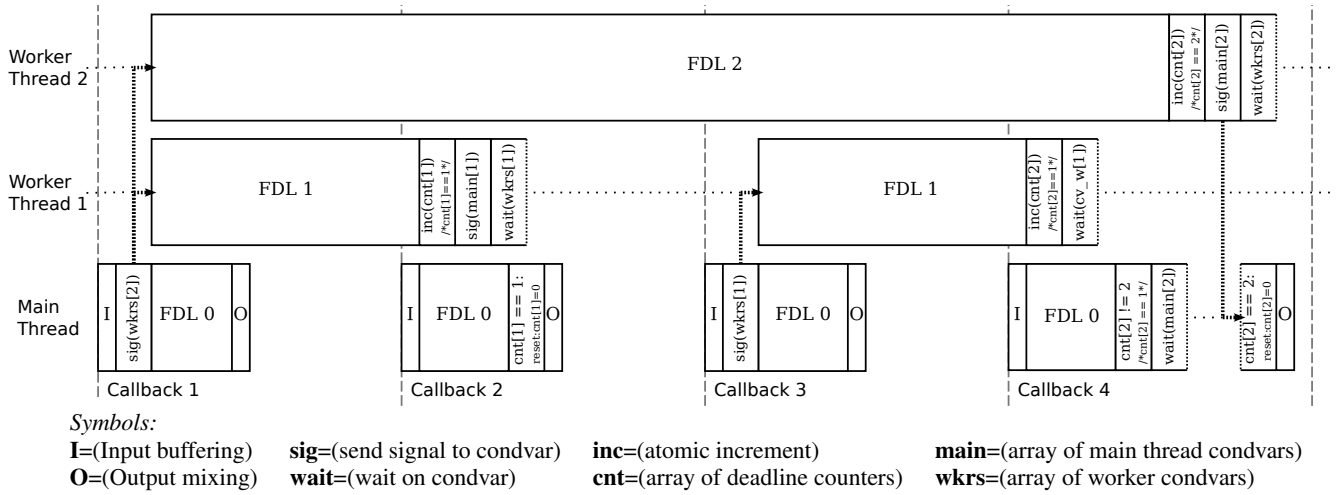 Worker
Thread 2
FDL 2
inc(cnt[2])
/*cnt[2] == 2*/
sig(main[2])
wait(wkrs[2])
Worker
Thread 1
FDL 1
inc(cnt[1])
/*cnt[1]==1*/
sig(main[1])
wait(wkrs[1])
FDL 1
inc(cnt[2])
/*cnt[2]==1*/
wait(cv_w[1])
Main
Thread
I
sig(wkrs[2])
FDL 0
O
I
FDL 0
cnt[1] == 1:
reset:cnt[1]=0
O
I
sig(wkrs[1])
FDL 0
O
I
FDL 0
cnt[2] != 2
/*cnt[2] == 1*/
wait(main[2])
cnt[2] == 2:
reset:cnt[2]=0
O
Callback 1
Callback 2
Callback 3
Callback 4
Symbols:
I=(Input buffering) sig=(send signal to condvar) inc=(atomic increment) main=(array of main thread condvars)
O=(Output mixing) wait=(wait on condvar) cnt=(array of deadline counters) wkrs=(array of worker condvars)